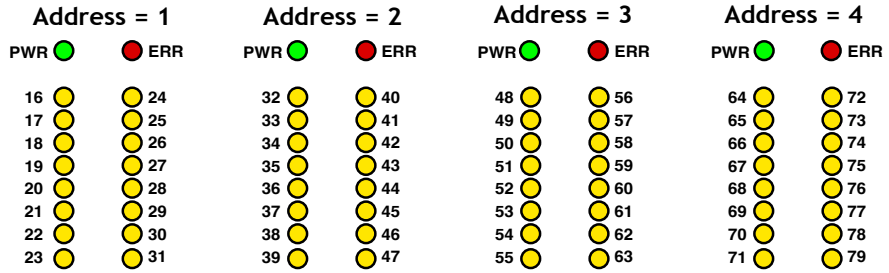 Address = 1 Address = 2 Address = 3 Address = 4
PWR ERR PWR ERR PWR ERR PWR ERR
16 24 32 40 48 56 64 72
17 25 33 41 49 57 65 73
18 26 34 42 50 58 66 74
19 27 35 43 51 59 67 75
20 28 36 44 52 60 68 76
21 29 37 45 53 61 69 77
22 30 38 46 54 62 70 78
23 31 39 47 55 63 71 79